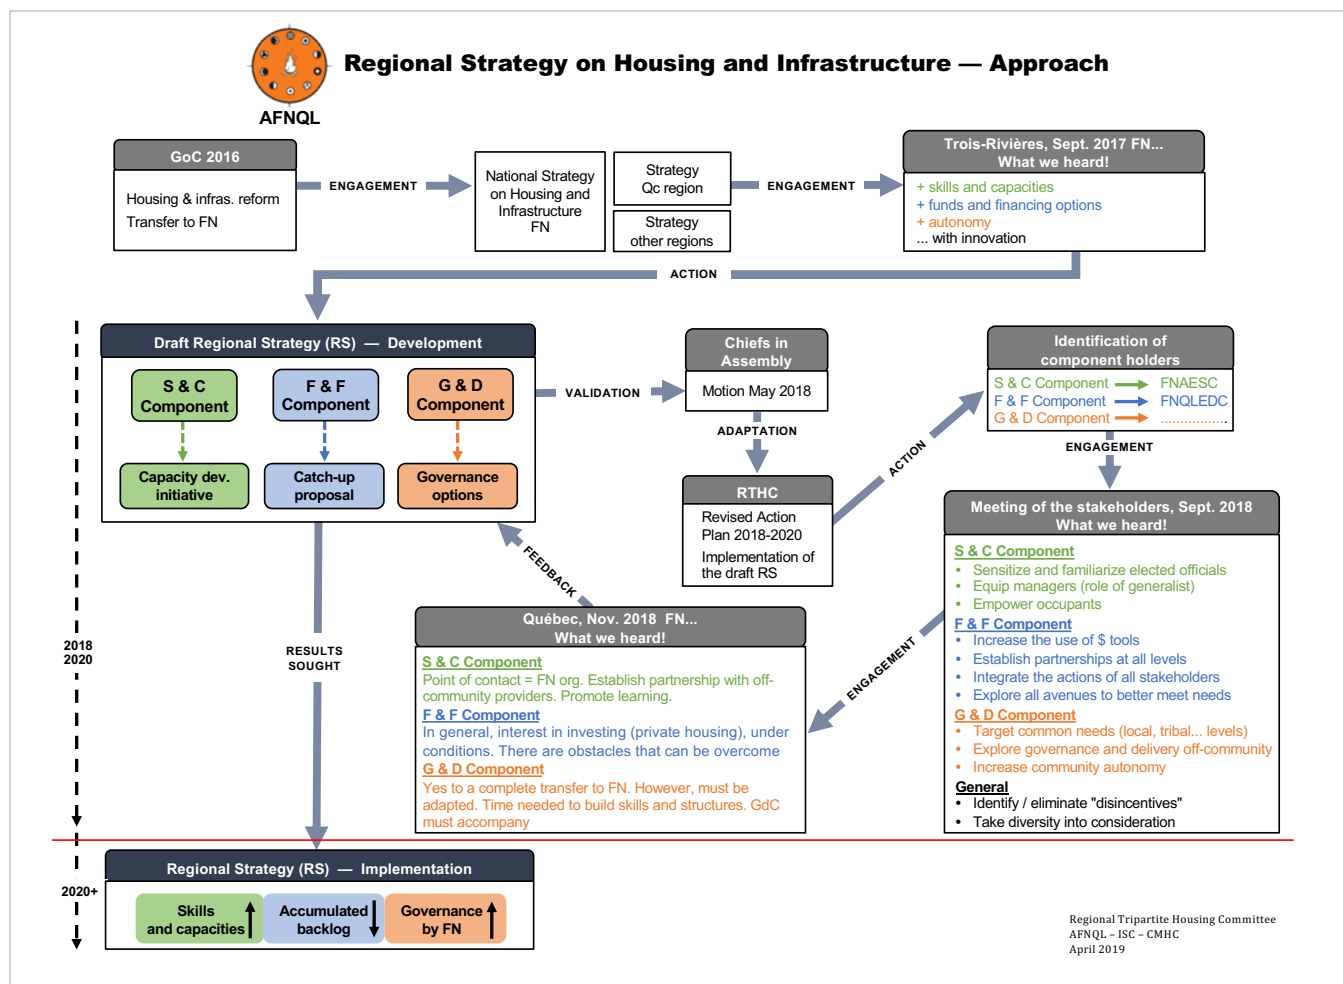 Regional Strategy on Housing and Infrastructure — Approach
AFNQL
GoC 2016
Housing & infras. reform
Transfer to FN
ENGAGEMENT
National Strategy
on Housing and
Infrastructure
FN
Strategy
Qc region
Strategy
other regions
ENGAGEMENT
Trois-Rivières, Sept. 2017 FN...
What we heard!
+ skills and capacities
+ funds and financing options
+ autonomy
... with innovation
ACTION
Draft Regional Strategy (RS) — Development
S & C
Component
F & F
Component
G & D
Component
Capacity dev.
initiative
Catch-up
proposal
Governance
options
VALIDATION
Chiefs in
Assembly
Motion May 2018
ADAPTATION
RTHC
Revised Action
Plan 2018-2020
Implementation of
the draft RS
ACTION
Identification of
component holders
S & C Component FNAESC
F & F Component FNQLEDC
G & D Component ................
ENGAGEMENT
Meeting of the stakeholders, Sept. 2018
What we heard!
S & C Component
• Sensitize and familiarize elected officials
• Equip managers (role of generalist)
• Empower occupants
F & F Component
• Increase the use of $ tools
• Establish partnerships at all levels
• Integrate the actions of all stakeholders
• Explore all avenues to better meet needs
G & D Component
• Target common needs (local, tribal... levels)
• Explore governance and delivery off-community
• Increase community autonomy
General
• Identify / eliminate "disincentives"
• Take diversity into consideration
ENGAGEMENT
Québec, Nov. 2018 FN...
What we heard!
S & C Component
Point of contact = FN org. Establish partnership with off-
community providers. Promote learning.
F & F Component
In general, interest in investing (private housing), under
conditions. There are obstacles that can be overcome
G & D Component
Yes to a complete transfer to FN. However, must be
adapted. Time needed to build skills and structures. GdC
must accompany
FEEDBACK
RESULTS
SOUGHT
2018
2020
2020+
Regional Strategy (RS) — Implementation
Skills
and capacities
Accumulated
backlog
Governance
by FN
Regional Tripartite Housing Committee
AFNQL – ISC – CMHC
April 2019